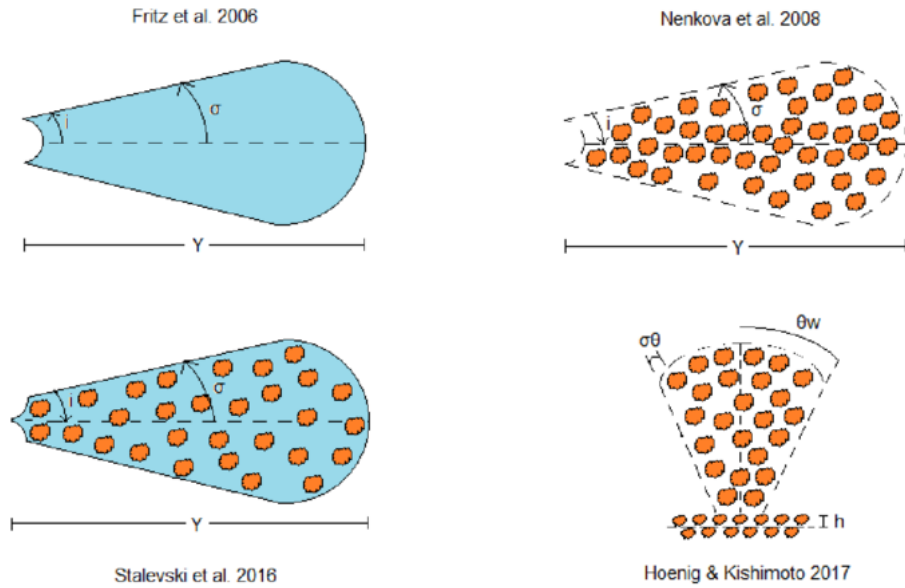 Fritz et al. 2006
Nenkova et al. 2008
i
σ
Y
i
σ
Y
i
σ
Y
σθ
θw
h
Stalevski et al. 2016
Hoenig & Kishimoto 2017